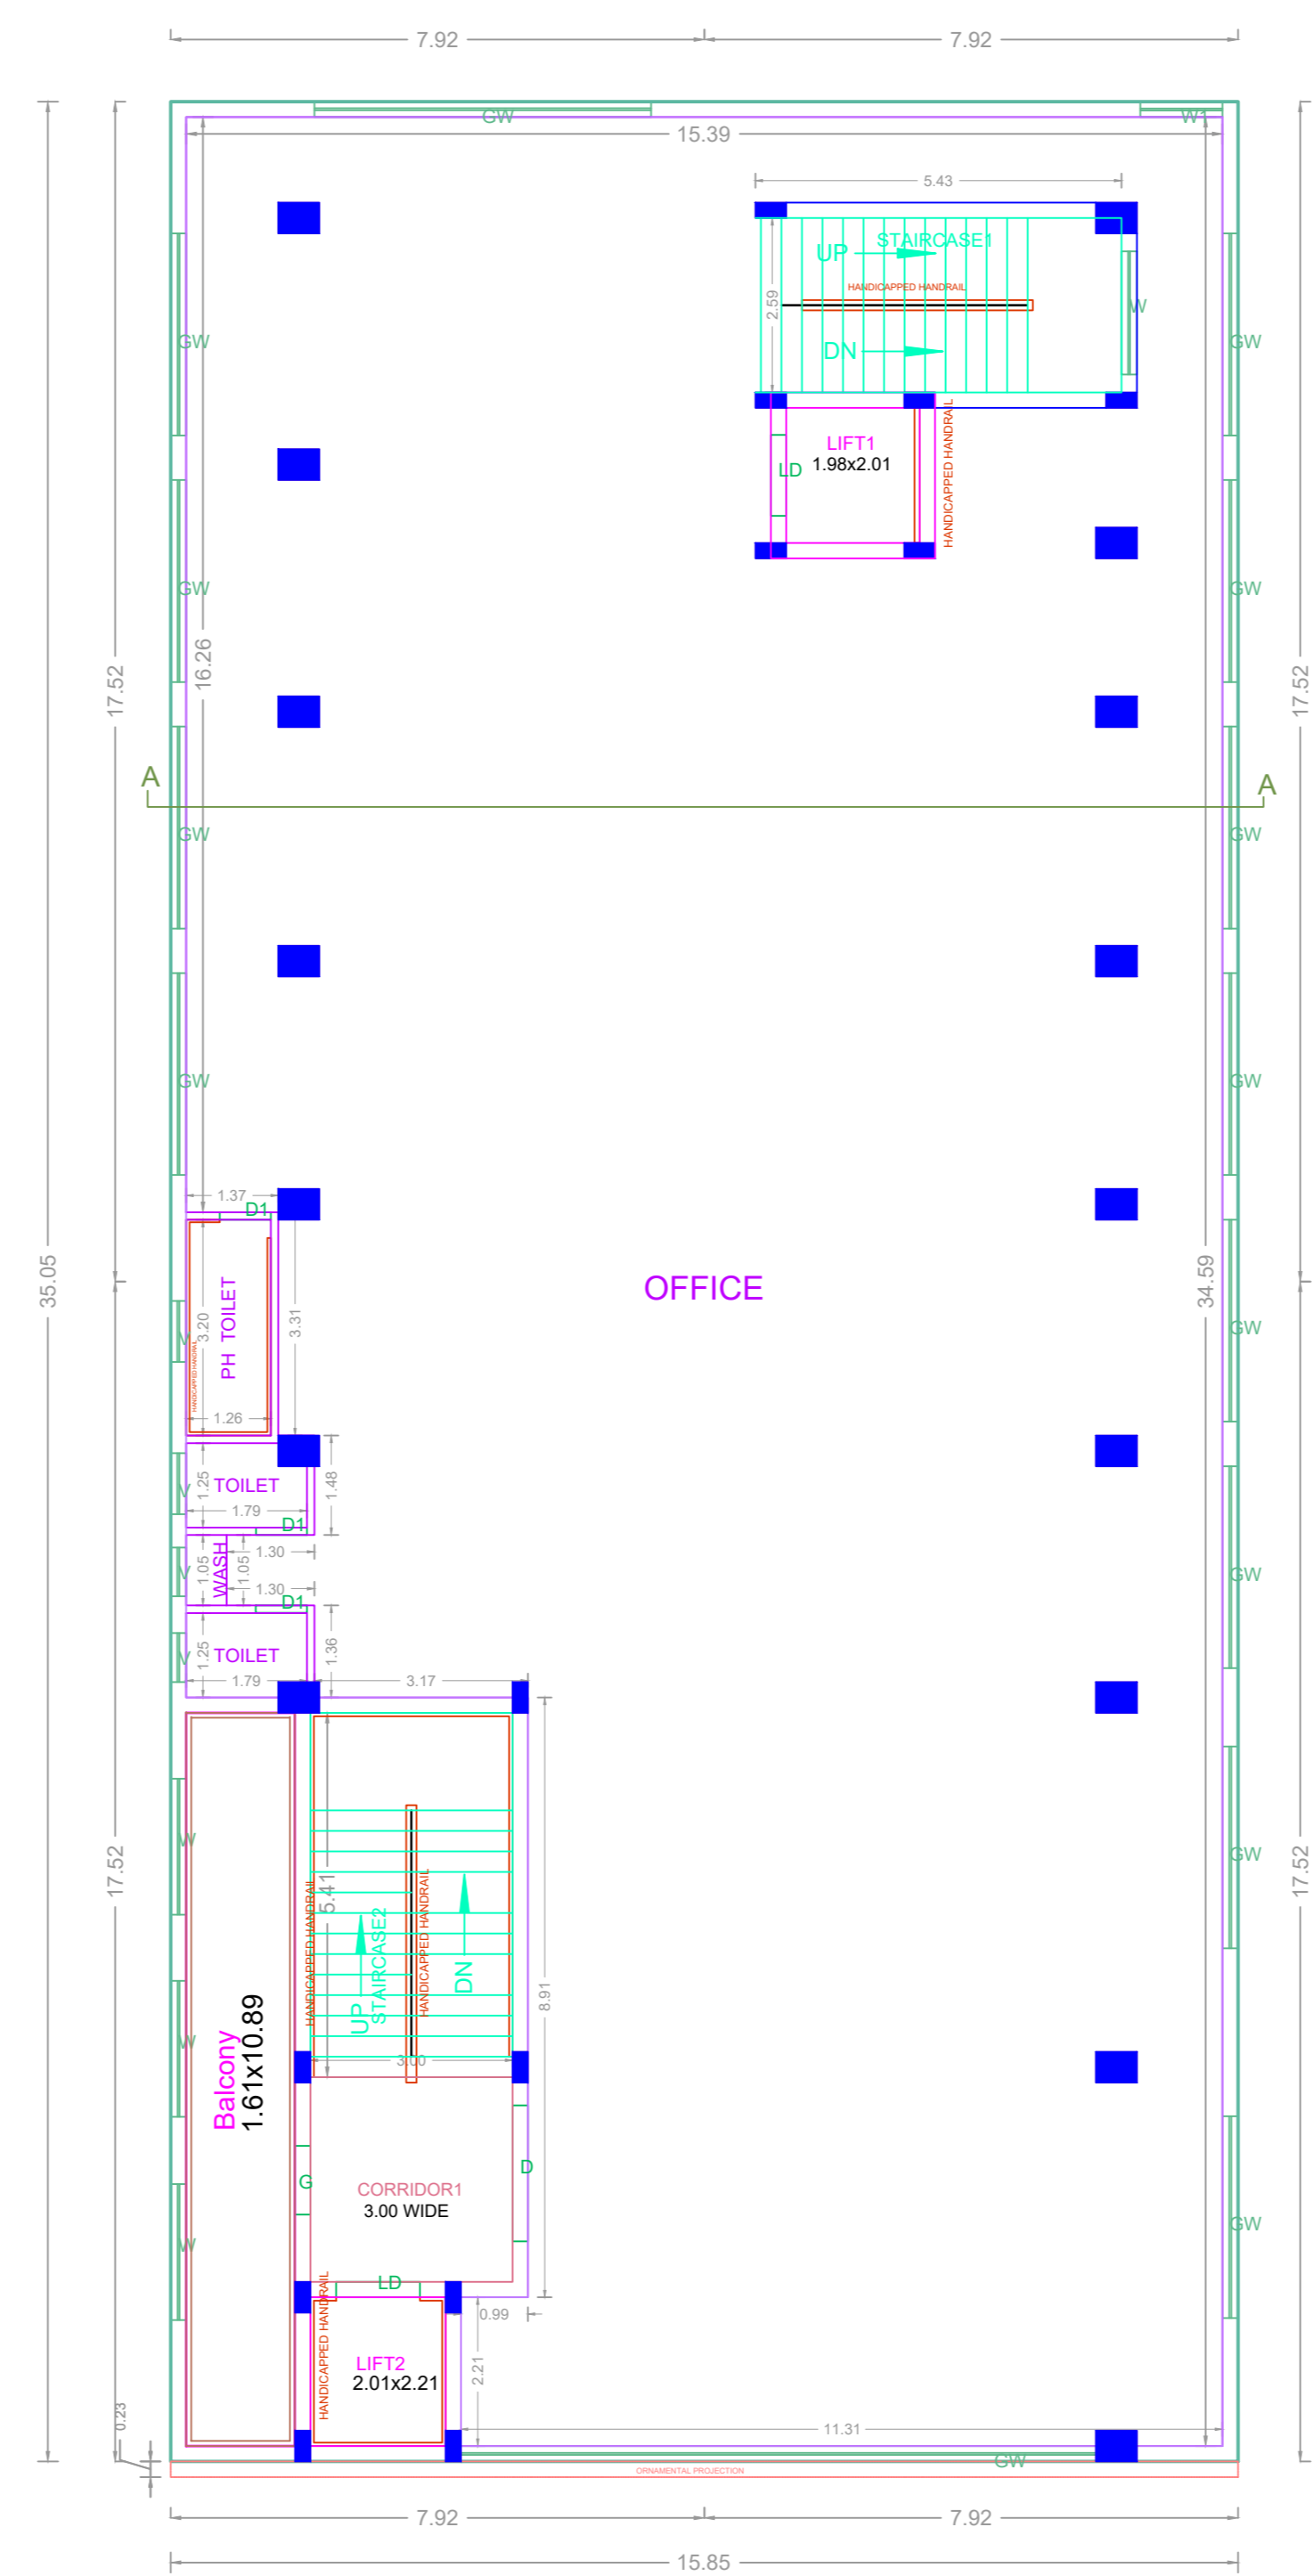 7.92
7.92
GW
W1
15.39
5.43
STAIRCASE1
UP
HANDICAPPED HANDRAIL
2.59
W
DN
GW
GW
LIFT1
1.98x2.01
LD
HANDICAPPED HANDRAIL
GW
GW
16.26
17.52
17.52
A
A
GW
GW
GW
GW
1.37
D1
35.05
34.59
OFFICE
PH TOILET
3.20
3.31
V
GW
HANDICAPPED HANDRAIL
1.26
TOILET
1.25
1.48
V
1.79
D1
1.30
WASH
1.05
1.05
V
GW
1.30
D1
TOILET
1.25
1.36
V
1.79
3.17
W
GW
17.52
17.52
5.41
HANDICAPPED HANDRAIL
HANDICAPPED HANDRAIL
UP
STAIRCASE2
DN
8.91
Balcony
1.61x10.89
W
3.00
G
D
CORRIDOR1
3.00 WIDE
W
GW
LD
HANDICAPPED HANDRAIL
0.99
LIFT2
2.01x2.21
2.21
0.23
11.31
GW
ORNAMENTAL PROJECTION
7.92
7.92
15.85